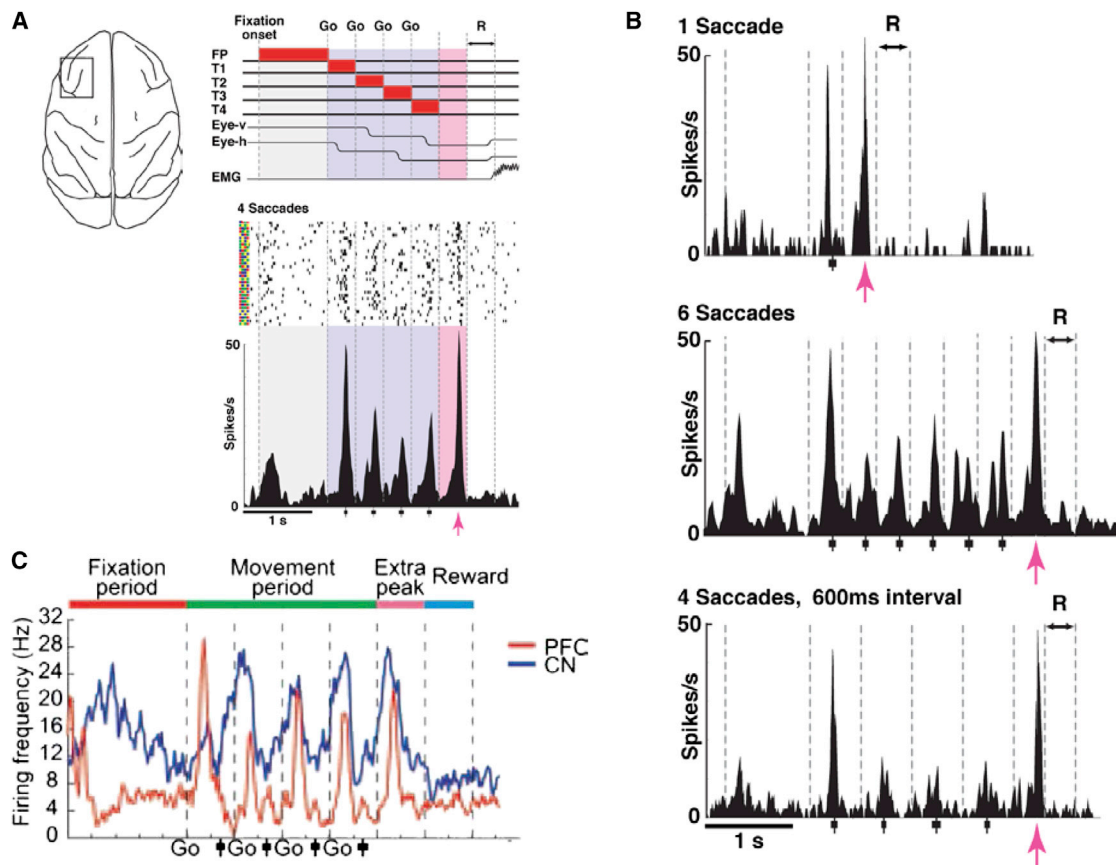 A
Fixation
onset
Go Go Go Go
R
FP
T1
T2
T3
T4
Eye-v
Eye-h
EMG
4 Saccades
50
Spikes/s
0
1 s
B
1 Saccade
R
50
Spikes/s
0
6 Saccades
R
50
Spikes/s
0
4 Saccades, 600ms interval
R
50
Spikes/s
0
1 s
C
Fixation
period
Movement
period
Extra
peak
Reward
32
28
24
20
16
12
8
4
0
Firing frequency (Hz)
PFC
CN
Go Go Go Go